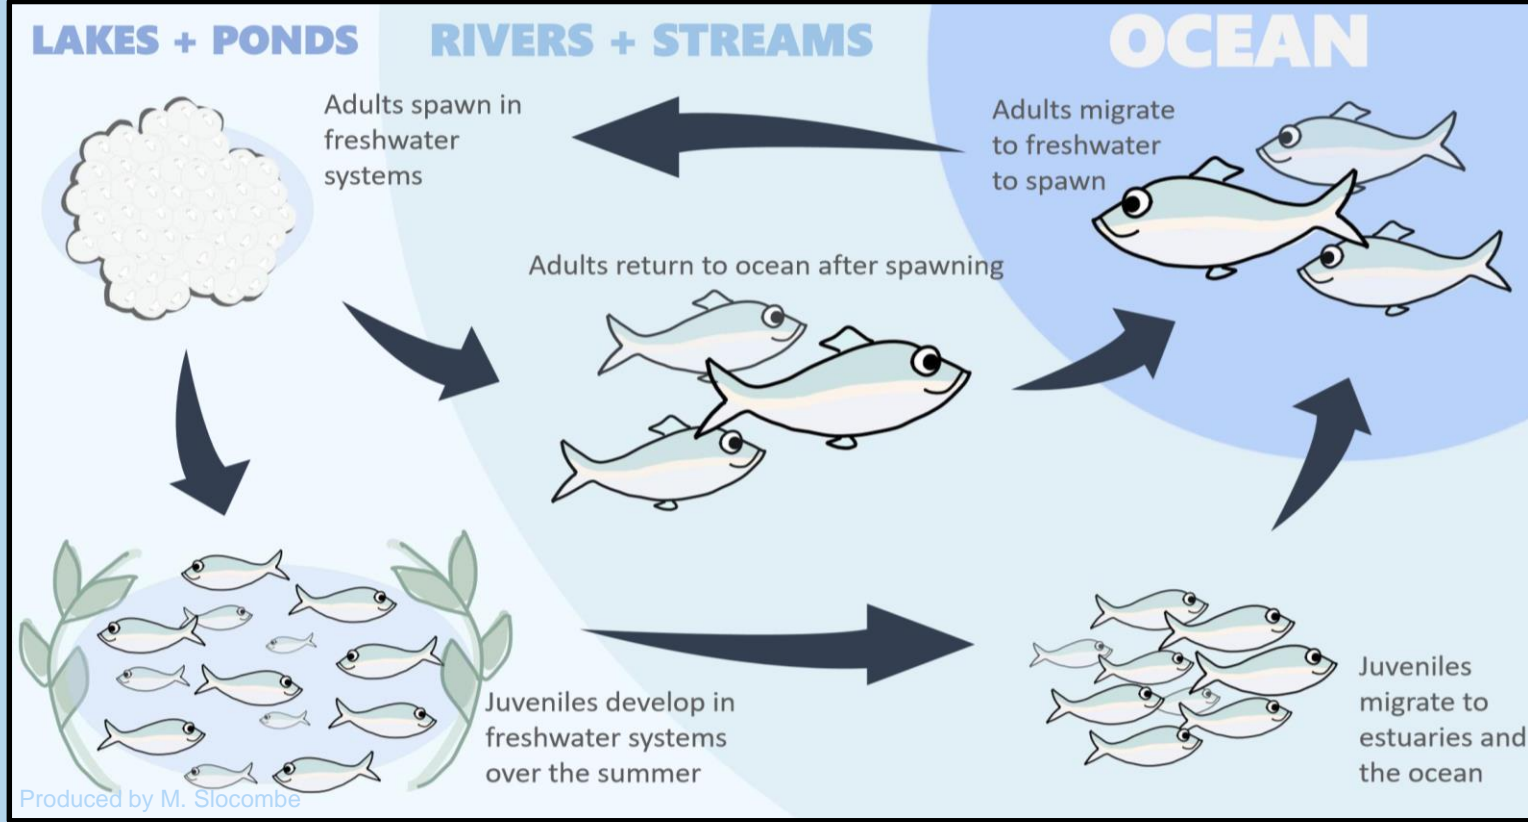 LAKES + PONDS
RIVERS + STREAMS
OCEAN
Adults spawn in
freshwater
systems
Adults migrate
to freshwater
to spawn
Adults return to ocean after spawning
Juveniles develop in
freshwater systems
over the summer
Juveniles
migrate to
estuaries and
the ocean
Produced by M. Slocombe